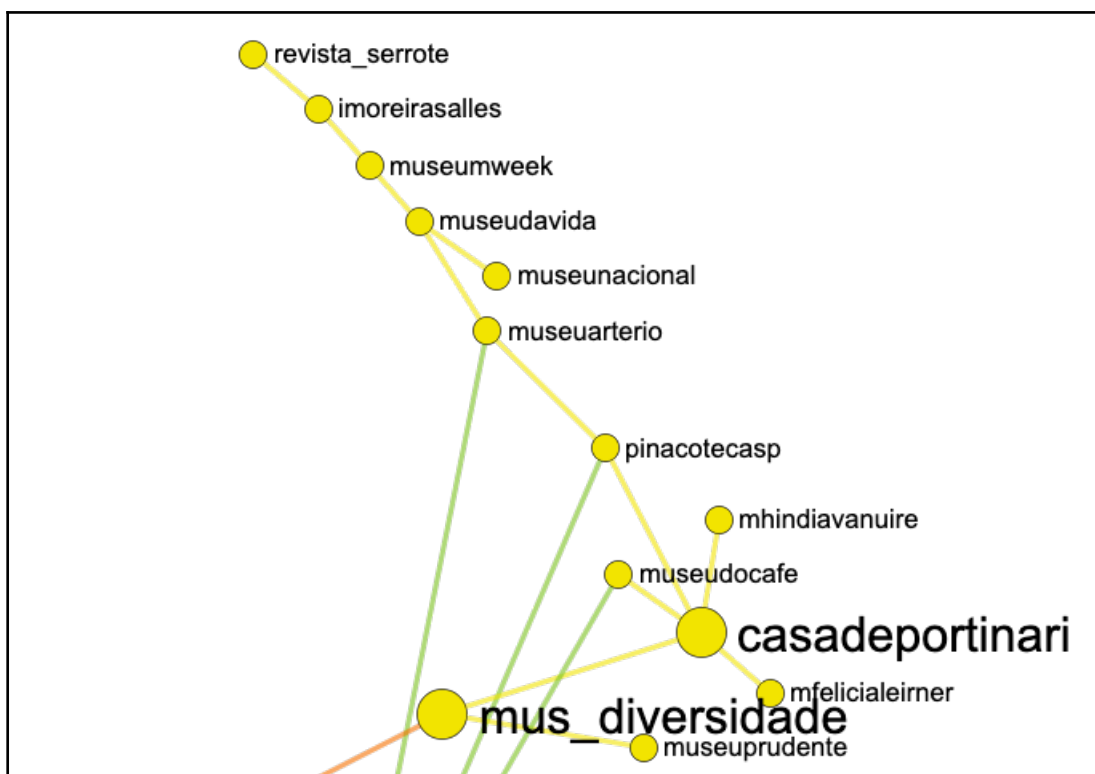 revista_serrote
imoreirasalles
museumweek
museudavida
museunacional
museuarterio
pinacotecasp
mhindiavanuire
museudocafe
casadeportinari
mfelicialeirner
mus_diversidade
museuprudente